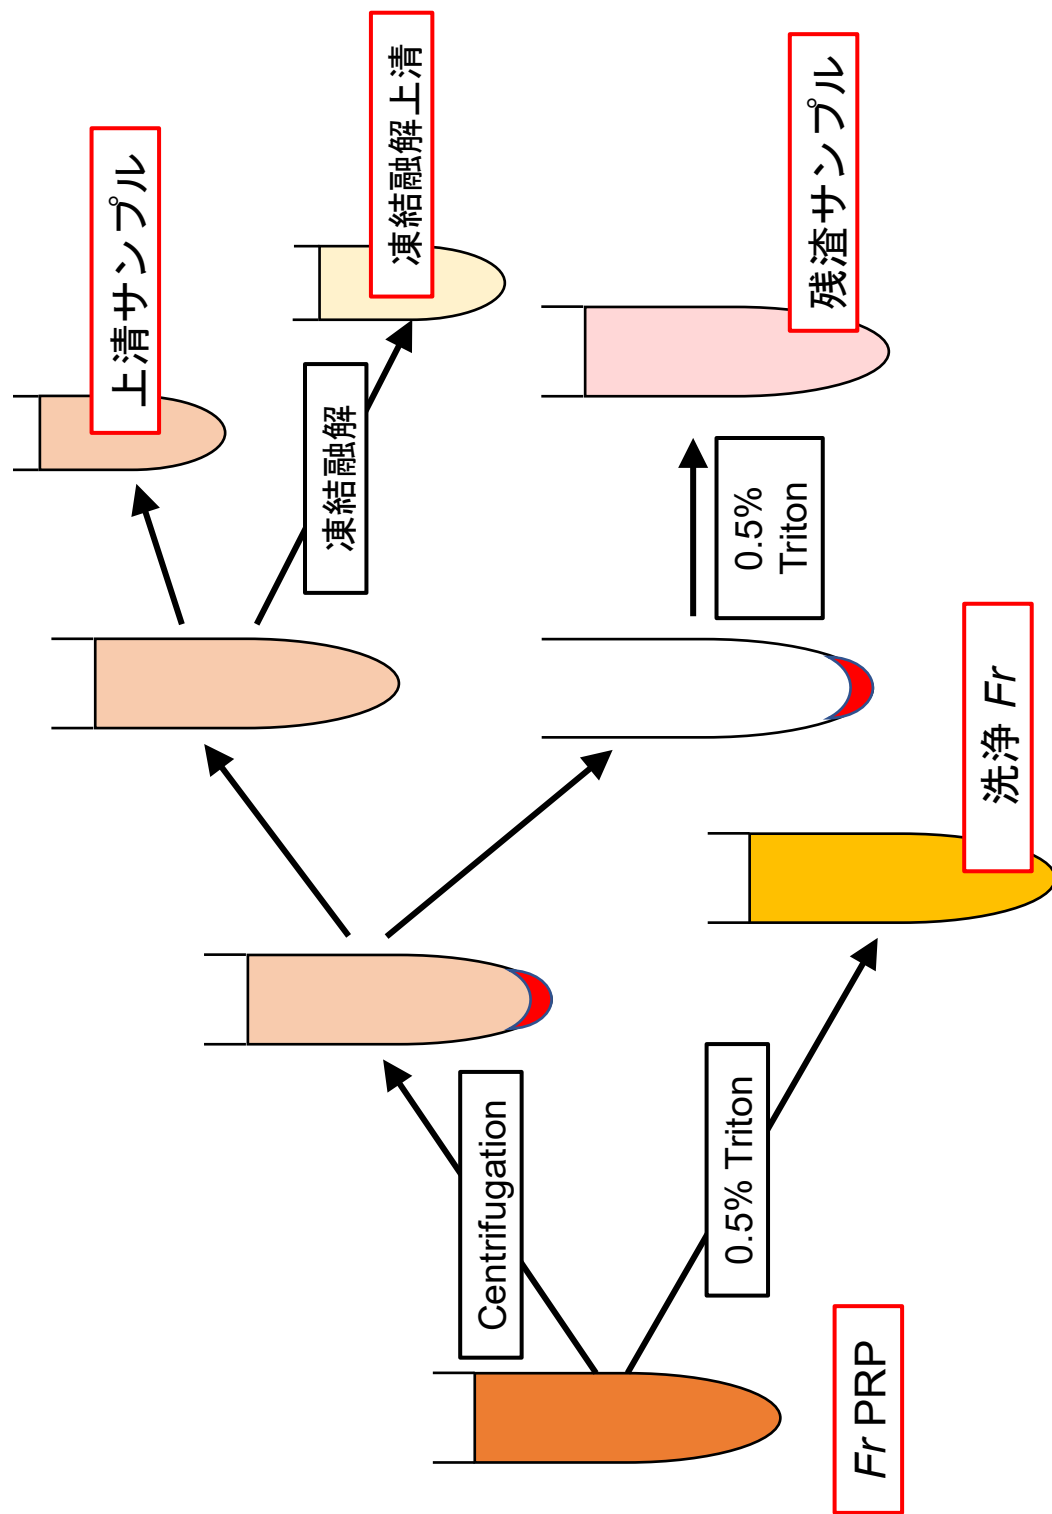 Fr PRP
Centrifugation
0.5% Triton
洗浄 Fr
0.5%
Triton
凍結融解
上清サンプル
凍結融解上清
残渣サンプル